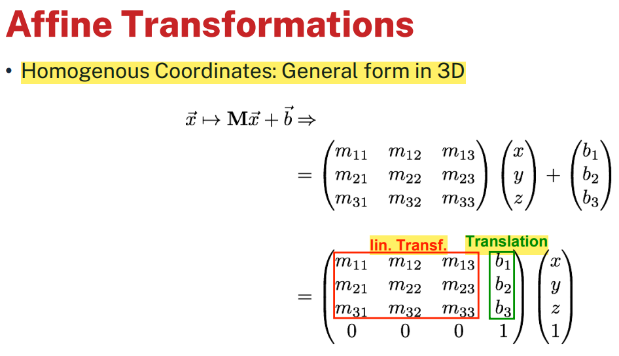 Affine Transformations
• Homogenous Coordinates: General form in 3D
x⃗ ↦ Mx⃗ + b⃗ ⇒
= ( m₁₁ m₁₂ m₁₃ ) ( x ) + ( b₁ )
( m₂₁ m₂₂ m₂₃ ) ( y ) ( b₂ )
( m₃₁ m₃₂ m₃₃ ) ( z ) ( b₃ )
lin. Transf. Translation
= ( m₁₁ m₁₂ m₁₃ b₁ ) ( x )
( m₂₁ m₂₂ m₂₃ b₂ ) ( y )
( m₃₁ m₃₂ m₃₃ b₃ ) ( z )
( 0 0 0 1 ) ( 1 )